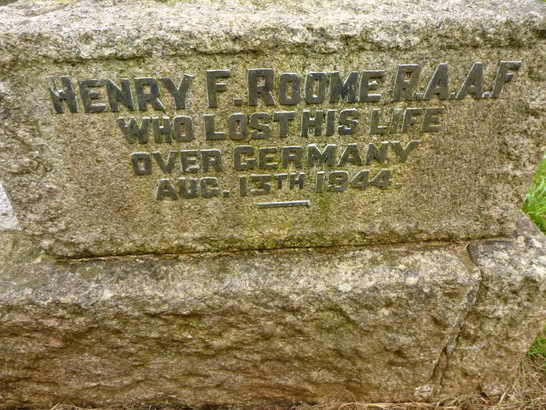 HENRY F. ROOME R.A.A.F
WHO LOST HIS LIFE
OVER GERMANY
AUG. 13TH 1944